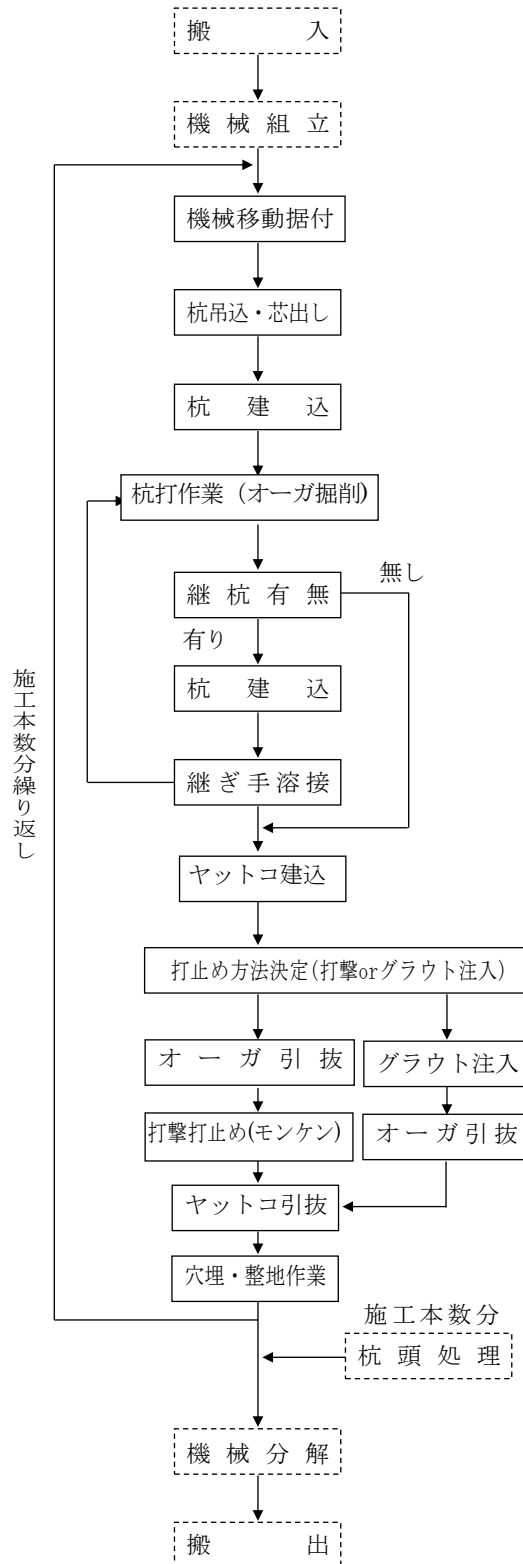 搬入
機械組立
機械移動据付
杭吊込・芯出し
杭建込
杭打作業（オーガ掘削）
無し
継杭有無
有り
杭建込
施工本数分繰り返し
継ぎ手溶接
ヤットコ建込
打止め方法決定(打撃orグラウト注入)
オーガ引抜
グラウト注入
打撃打止め(モンケン)
オーガ引抜
ヤットコ引抜
穴埋・整地作業
施工本数分
杭頭処理
機械分解
搬出